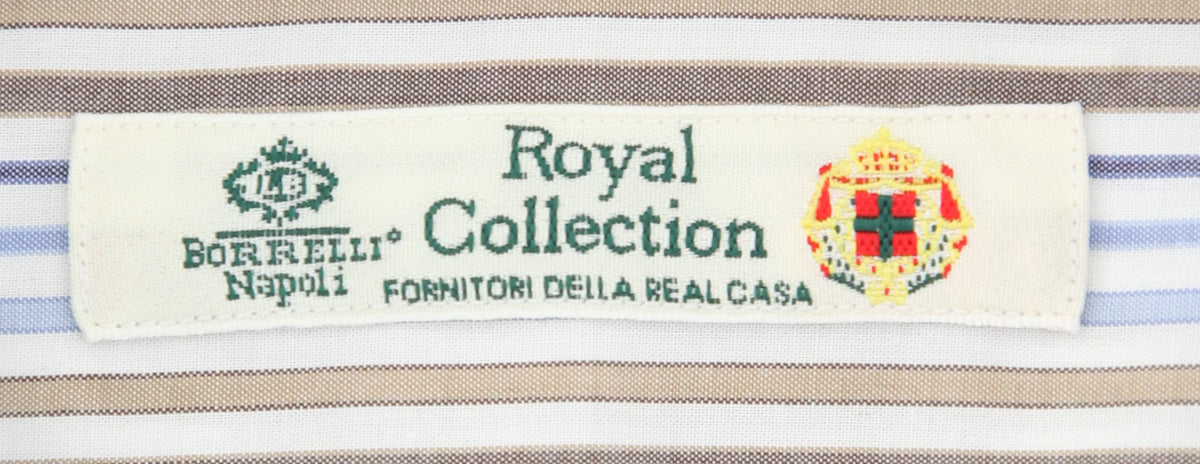 LB
BORRELLI
Napoli
Royal
Collection
FORNITORI DELLA REAL CASA